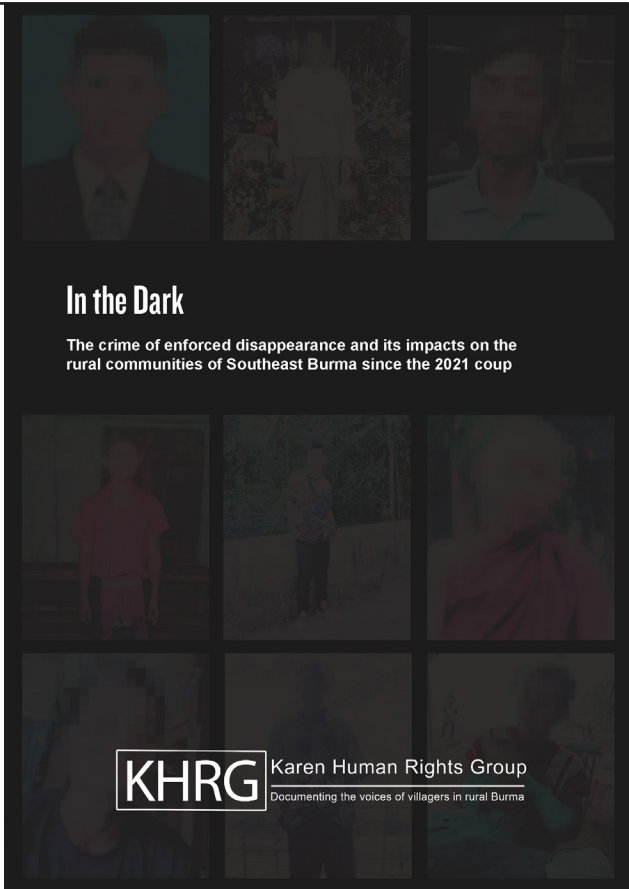 In the Dark
The crime of enforced disappearance and its impacts on the
rural communities of Southeast Burma since the 2021 coup
KHRG
Karen Human Rights Group
Documenting the voices of villagers in rural Burma